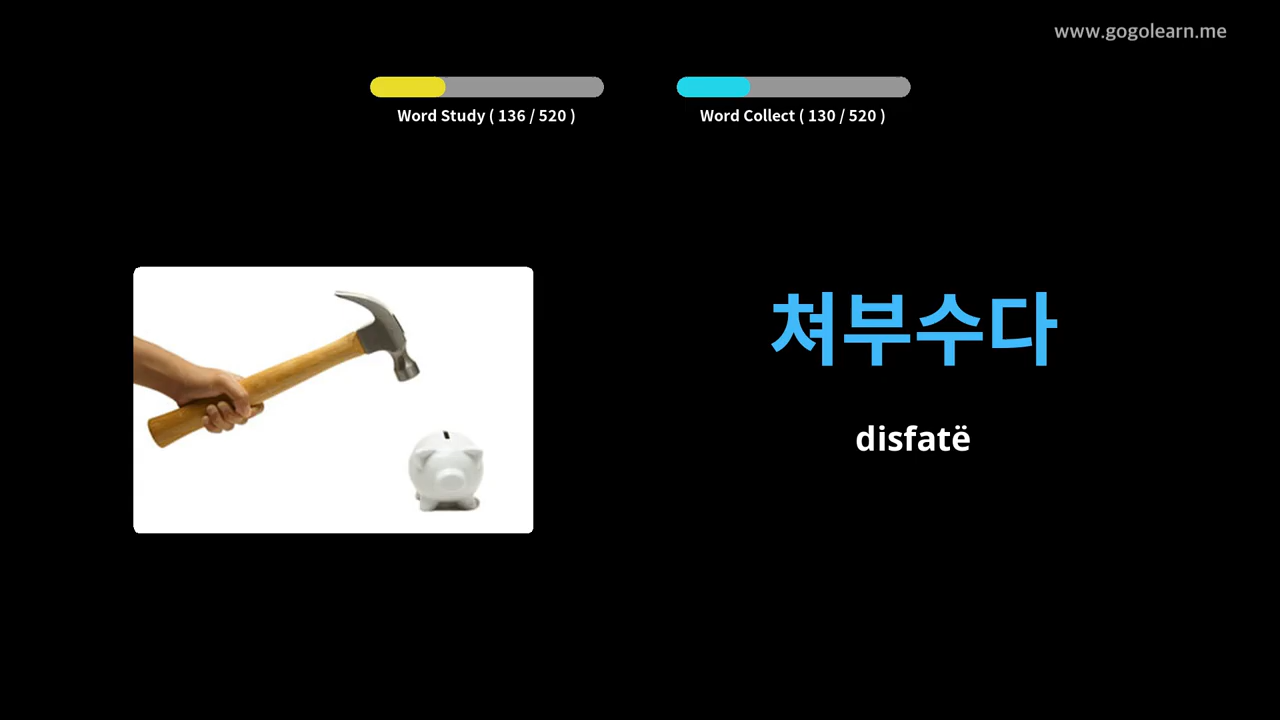 www.gogolearn.me
Word Study ( 136 / 520 )
Word Collect ( 130 / 520 )
쳐부수다
disfatë